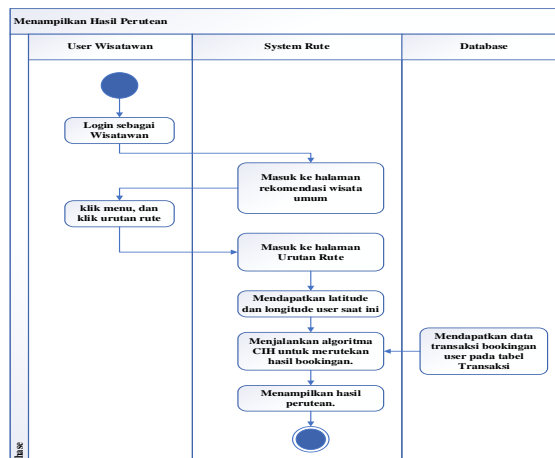 Menampilkan Hasil Perutean
User Wisatawan
System Rute
Database
Login sebagai
Wisatawan
Masuk ke halaman
rekomendasi wisata
umum
klik menu, dan
klik urutan rute
Masuk ke halaman
Urutan Rute
Mendapatkan latitude
dan longitude user saat ini
Menjalankan algoritma
CIH untuk merutekan
hasil bookingan.
Mendapatkan data
transaksi bookingan
user pada tabel
Transaksi
Menampilkan hasil
perutean.
hase